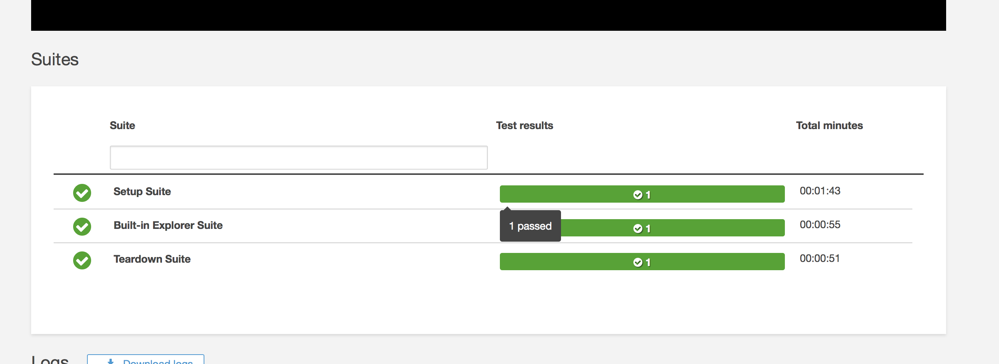 Suites
Suite Test results Total minutes
Setup Suite 1 00:01:43
1 passed
Built-in Explorer Suite 1 00:00:55
Teardown Suite 1 00:00:51
Logs Download logs